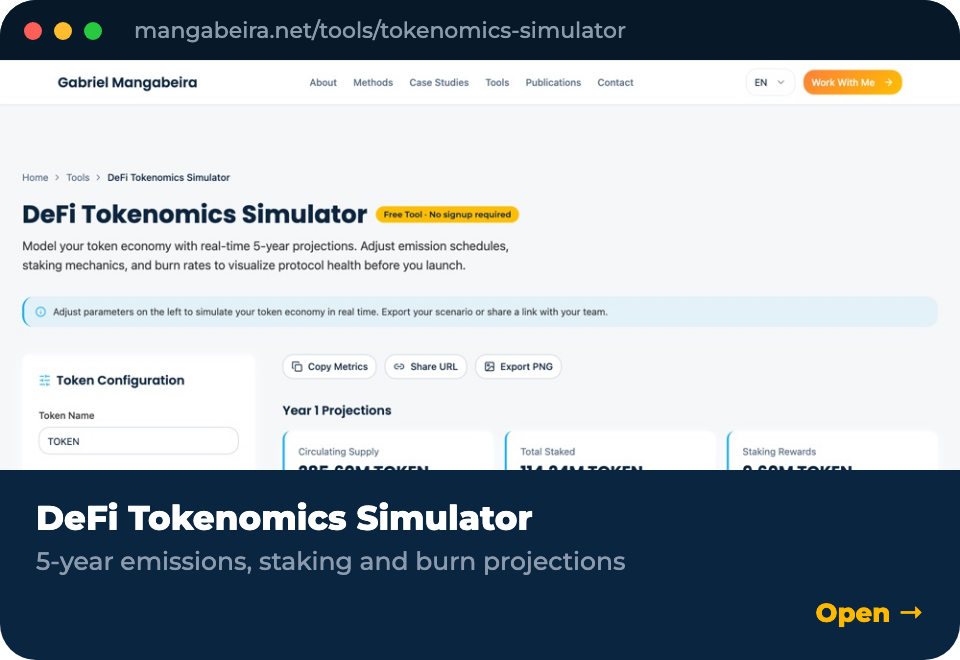 mangabeira.net/tools/tokenomics-simulator
Gabriel Mangabeira
About Methods Case Studies Tools Publications Contact
EN
Work With Me →
Home > Tools > DeFi Tokenomics Simulator
DeFi Tokenomics Simulator
Free Tool · No signup required
Model your token economy with real-time 5-year projections. Adjust emission schedules,
staking mechanics, and burn rates to visualize protocol health before you launch.
Adjust parameters on the left to simulate your token economy in real time. Export your scenario or share a link with your team.
Token Configuration
Token Name
TOKEN
Copy Metrics
Share URL
Export PNG
Year 1 Projections
Circulating Supply
TOKEN
Total Staked
TOKEN
Staking Rewards
TOKEN
DeFi Tokenomics Simulator
5-year emissions, staking and burn projections
Open →